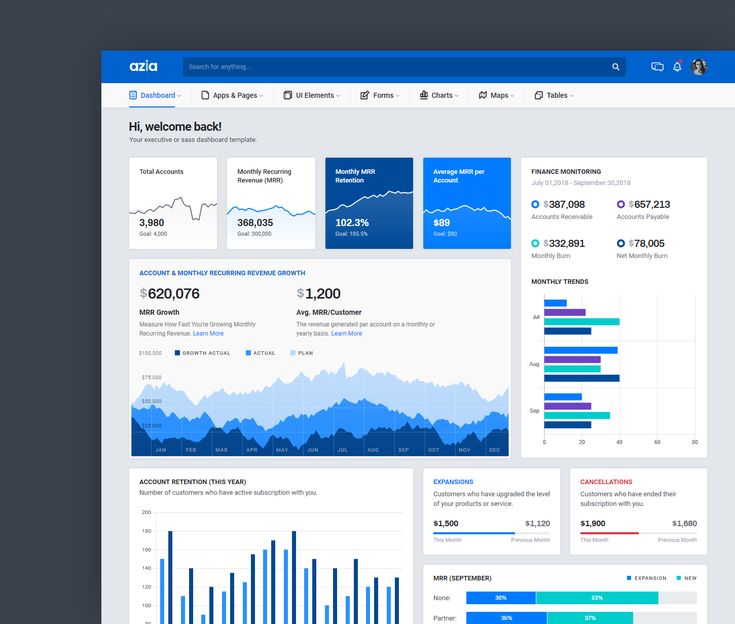 azia
Search for anything...
Dashboard
Apps & Pages
UI Elements
Forms
Charts
Maps
Tables
Hi, welcome back!
Your executive or sass dashboard template.
Total Accounts
3,980
Goal: 4,000
Monthly Recurring
Revenue (MRR)
368,035
Goal: 300,000
Monthly MRR
Retention
102.3%
Goal: 105.5%
Average MRR per
Account
$89
Goal: $80
FINANCE MONITORING
July 01,2018 - September 30,2018
$387,098
Accounts Receivable
$657,213
Accounts Payable
$332,891
Monthly Burn
$78,005
Net Monthly Burn
MONTHLY TRENDS
Jul
Aug
Sep
0 20 40 60 80
ACCOUNT & MONTHLY RECURRING REVENUE GROWTH
$620,076
MRR Growth
Measure How Fast You're Growing Monthly
Recurring Revenue. Learn More
$1,200
Avg. MRR/Customer
The revenue generated per account on a monthly or
yearly basis. Learn More
$100,000
GROWTH ACTUAL ACTUAL PLAN
$75,000
$50,000
$25,000
JAN FEB MAR APR MAY JUN JUL AUG SEP OCT NOV DEC
ACCOUNT RETENTION (THIS YEAR)
Number of customers who have active subscription with you.
200
180
160
140
120
100
80
EXPANSIONS
Customers who have upgraded the level
of your products or service.
$1,500 $1,120
This Month Previous Month
CANCELLATIONS
Customers who have ended their
subscription with you.
$1,900 $1,680
This Month Previous Month
MRR (SEPTEMBER)
EXPANSION NEW
None: 30% 53%
Partner: 35% 37%